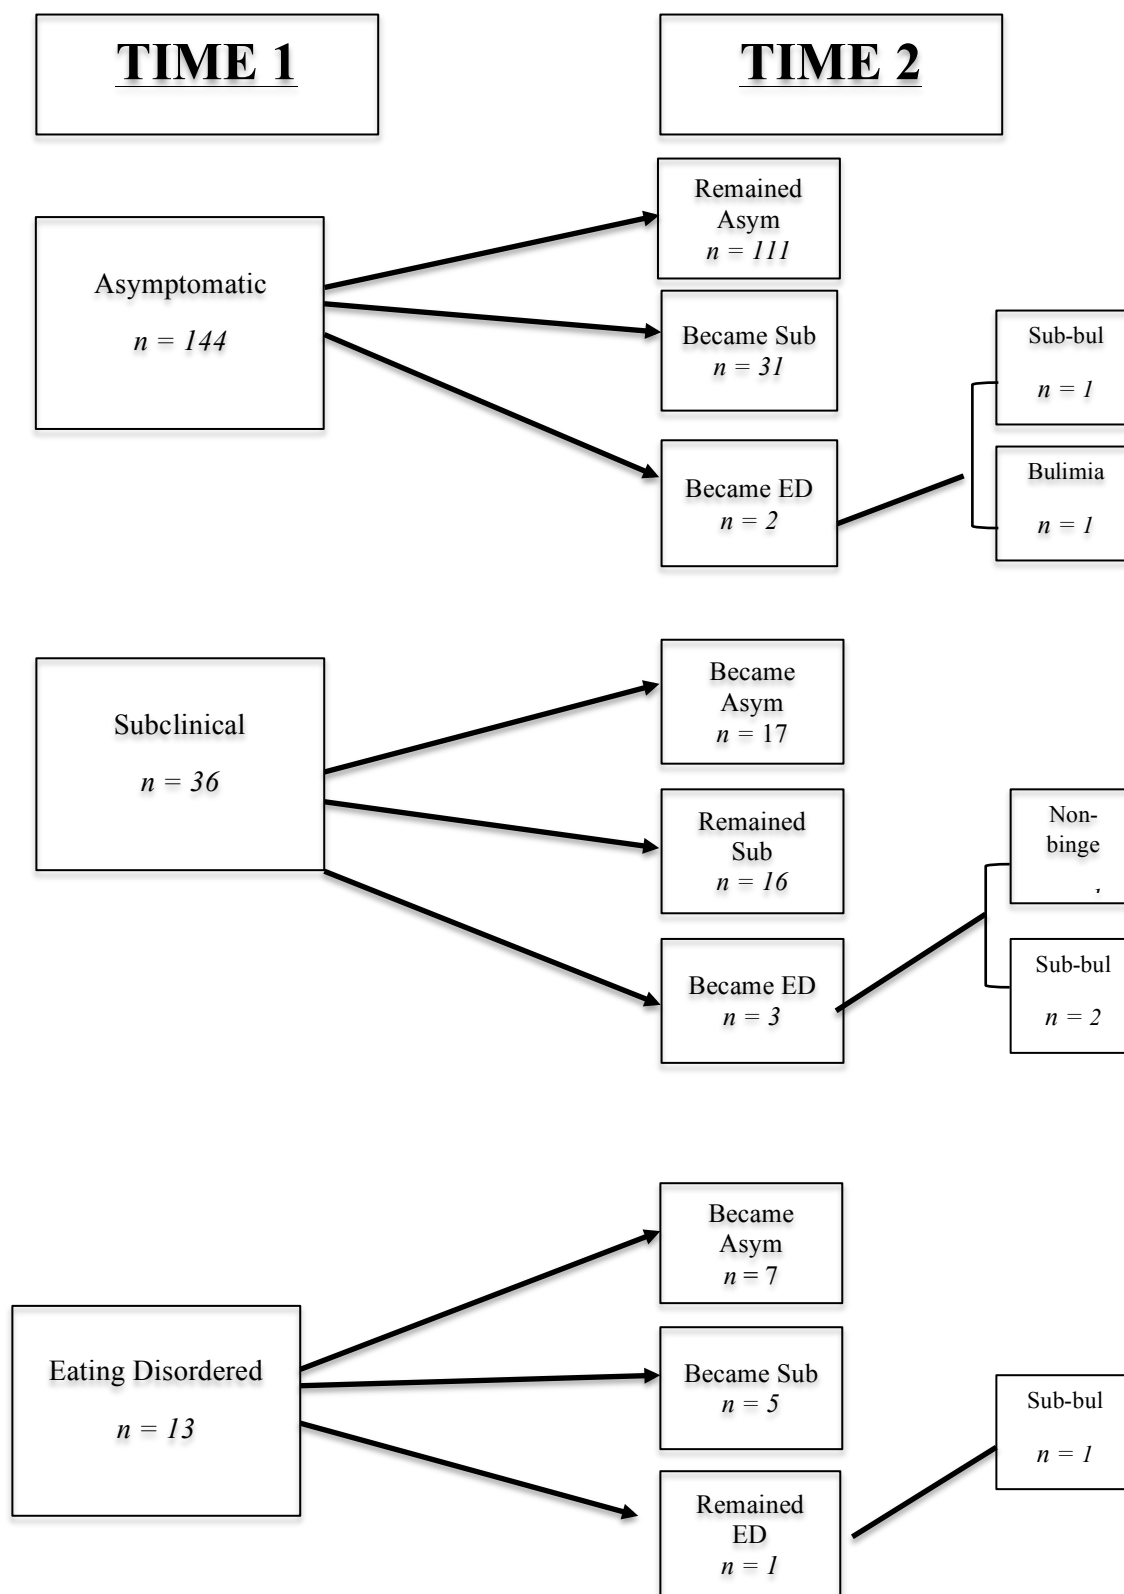 TIME 1
TIME 2
Asymptomatic
n = 144
Remained
Asym
n = 111
Became Sub
n = 31
Became ED
n = 2
Sub-bul
n = 1
Bulimia
n = 1
Subclinical
n = 36
Became
Asym
n = 17
Remained
Sub
n = 16
Became ED
n = 3
Non-
binge
Sub-bul
n = 2
Eating Disordered
n = 13
Became
Asym
n = 7
Became Sub
n = 5
Remained
ED
n = 1
Sub-bul
n = 1